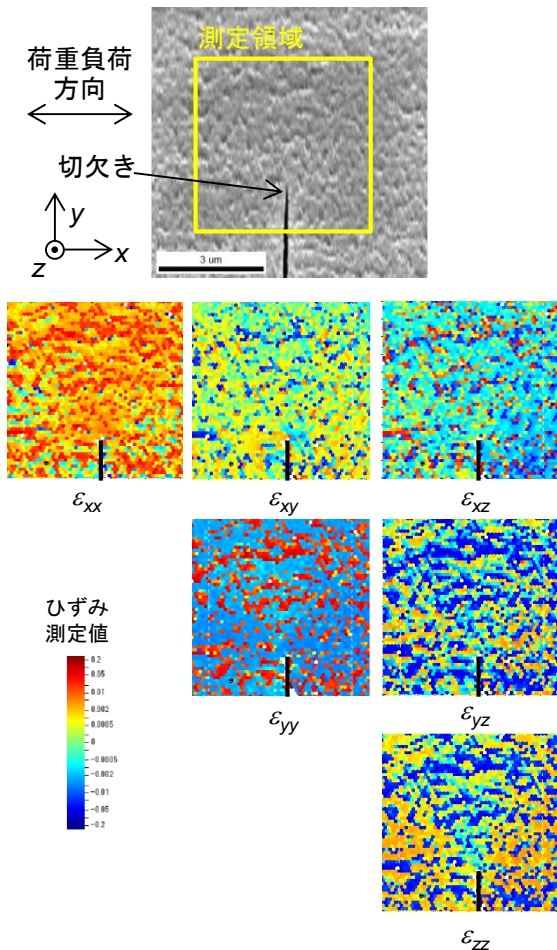 測定領域
荷重負荷
方向
切欠き
y
z
x
3 um
εxx
εxy
εxz
ひずみ
測定値
0.2
0.05
0.01
0.002
0.0005
0
-0.0005
-0.002
-0.01
-0.05
-0.2
εyy
εyz
εzz